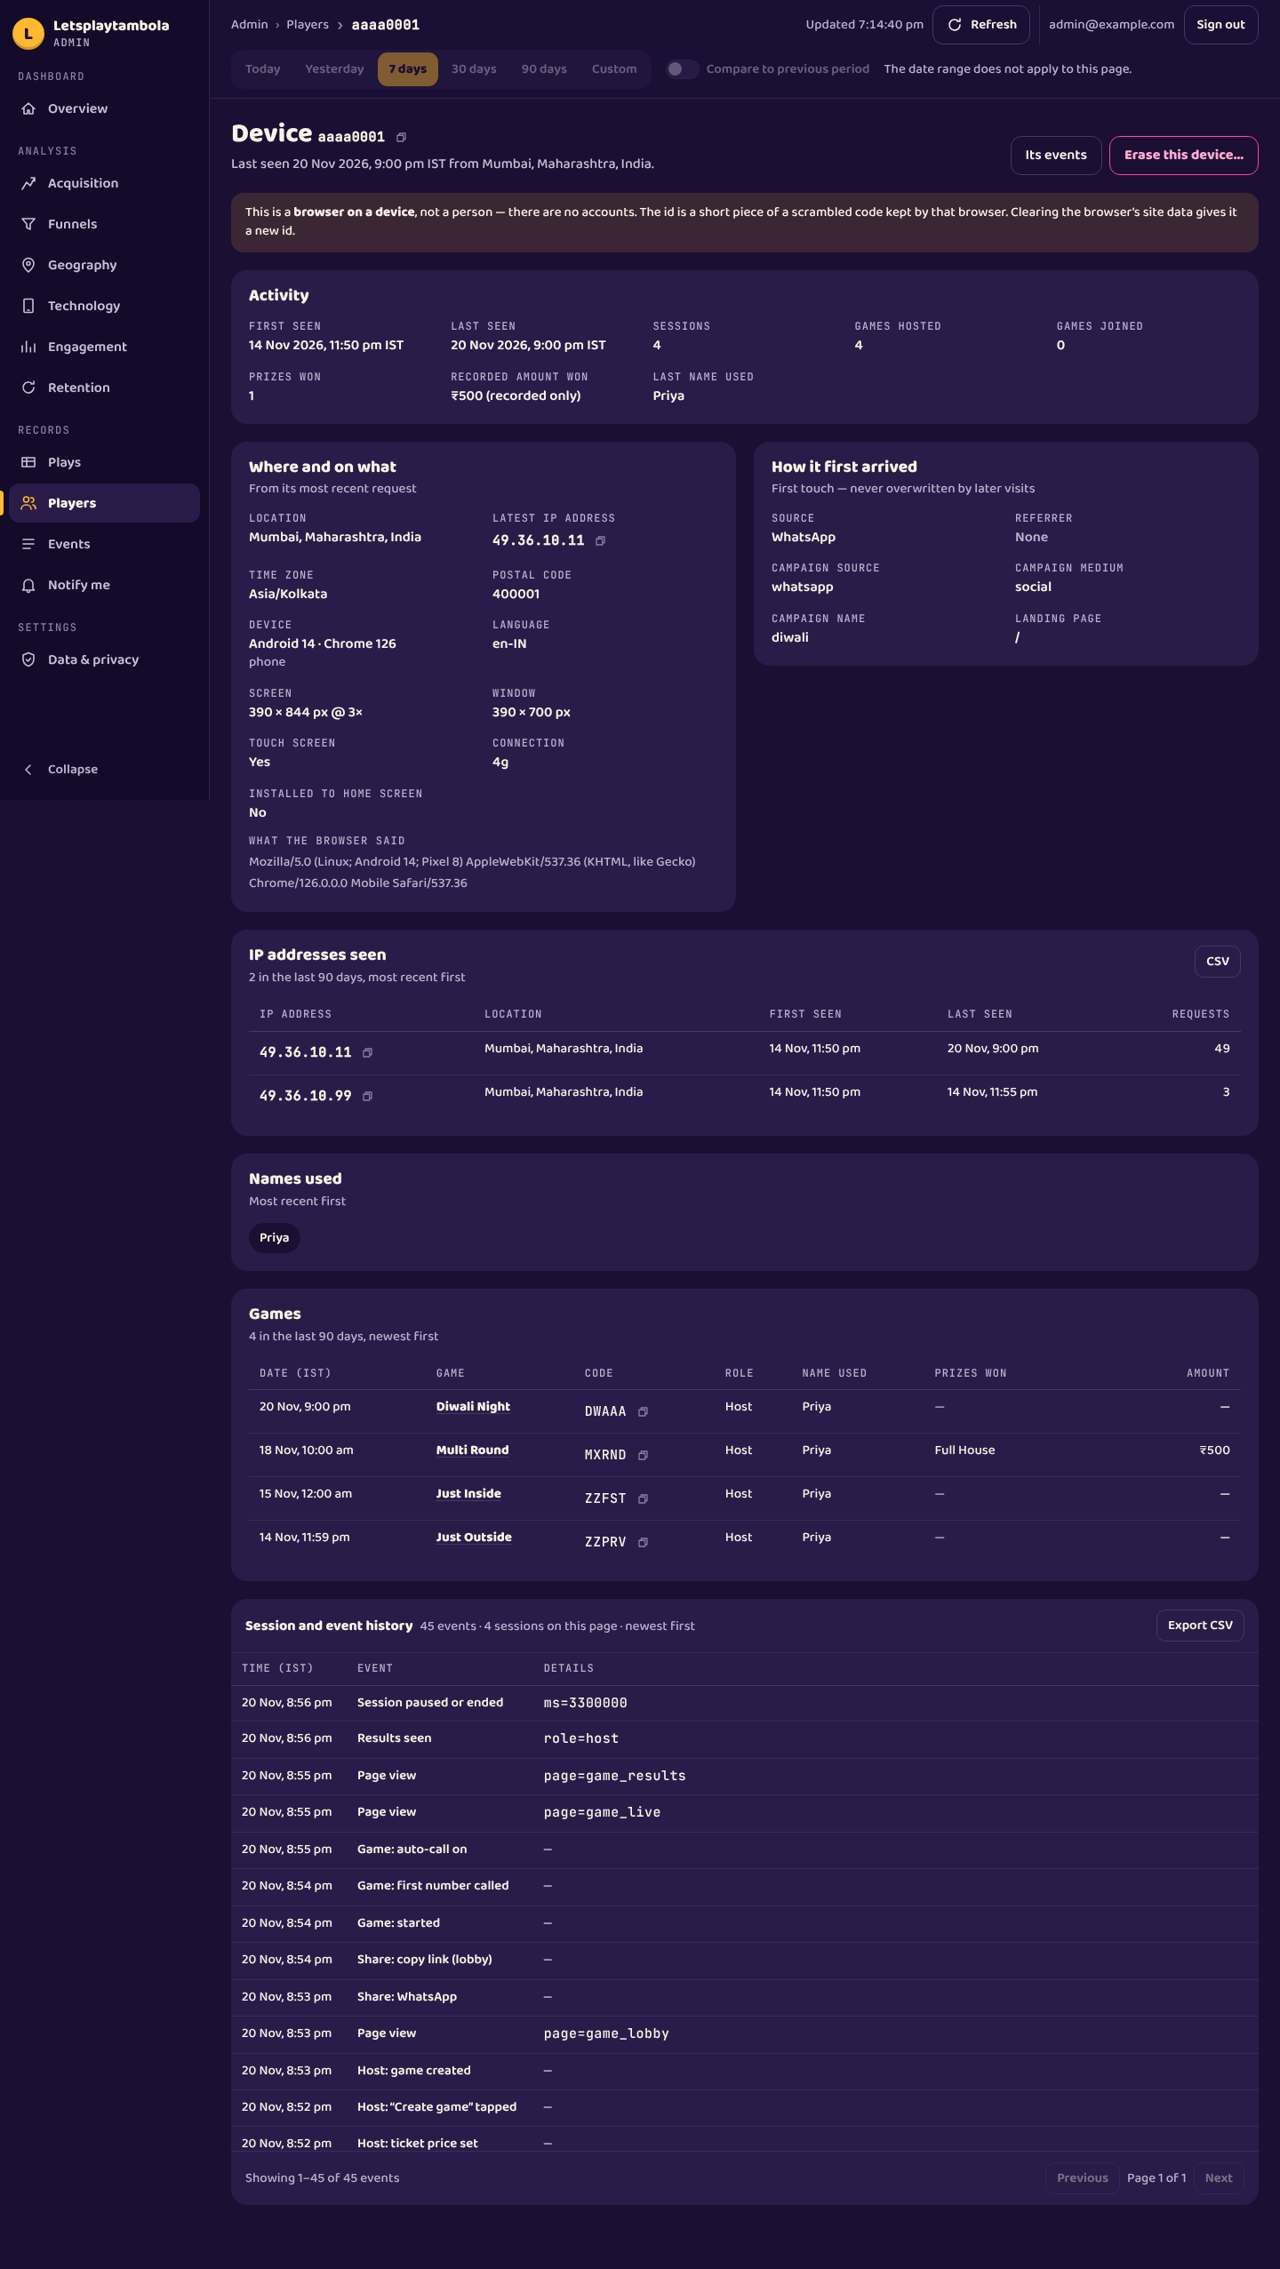 Letsplaytambola
ADMIN
DASHBOARD
Overview
ANALYSIS
Acquisition
Funnels
Geography
Technology
Engagement
Retention
RECORDS
Plays
Players
Events
Notify me
SETTINGS
Data & privacy
Collapse
Admin › Players › aaaa0001
Updated 7:14:40 pm Refresh admin@example.com Sign out
Today Yesterday 7 days 30 days 90 days Custom Compare to previous period The date range does not apply to this page.
Device aaaa0001
Last seen 20 Nov 2026, 9:00 pm IST from Mumbai, Maharashtra, India.
Its events Erase this device…
This is a browser on a device, not a person — there are no accounts. The id is a short piece of a scrambled code kept by that browser. Clearing the browser's site data gives it
a new id.
Activity
FIRST SEEN LAST SEEN SESSIONS GAMES HOSTED GAMES JOINED
14 Nov 2026, 11:50 pm IST 20 Nov 2026, 9:00 pm IST 4 4 0
PRIZES WON RECORDED AMOUNT WON LAST NAME USED
1 ₹500 (recorded only) Priya
Where and on what
From its most recent request
LOCATION LATEST IP ADDRESS
Mumbai, Maharashtra, India 49.36.10.11
TIME ZONE POSTAL CODE
Asia/Kolkata 400001
DEVICE LANGUAGE
Android 14 · Chrome 126 en-IN
phone
SCREEN WINDOW
390 × 844 px @ 3× 390 × 700 px
TOUCH SCREEN CONNECTION
Yes 4g
INSTALLED TO HOME SCREEN
No
WHAT THE BROWSER SAID
Mozilla/5.0 (Linux; Android 14; Pixel 8) AppleWebKit/537.36 (KHTML, like Gecko)
Chrome/126.0.0.0 Mobile Safari/537.36
How it first arrived
First touch — never overwritten by later visits
SOURCE REFERRER
WhatsApp None
CAMPAIGN SOURCE CAMPAIGN MEDIUM
whatsapp social
CAMPAIGN NAME LANDING PAGE
diwali /
IP addresses seen
2 in the last 90 days, most recent first
CSV
IP ADDRESS LOCATION FIRST SEEN LAST SEEN REQUESTS
49.36.10.11 Mumbai, Maharashtra, India 14 Nov, 11:50 pm 20 Nov, 9:00 pm 49
49.36.10.99 Mumbai, Maharashtra, India 14 Nov, 11:50 pm 14 Nov, 11:55 pm 3
Names used
Most recent first
Priya
Games
4 in the last 90 days, newest first
DATE (IST) GAME CODE ROLE NAME USED PRIZES WON AMOUNT
20 Nov, 9:00 pm Diwali Night DWAAA Host Priya — —
18 Nov, 10:00 am Multi Round MXRND Host Priya Full House ₹500
15 Nov, 12:00 am Just Inside ZZFST Host Priya — —
14 Nov, 11:59 pm Just Outside ZZPRV Host Priya — —
Session and event history 45 events · 4 sessions on this page · newest first Export CSV
TIME (IST) EVENT DETAILS
20 Nov, 8:56 pm Session paused or ended ms=3300000
20 Nov, 8:56 pm Results seen role=host
20 Nov, 8:55 pm Page view page=game_results
20 Nov, 8:55 pm Page view page=game_live
20 Nov, 8:55 pm Game: auto-call on —
20 Nov, 8:54 pm Game: first number called —
20 Nov, 8:54 pm Game: started —
20 Nov, 8:54 pm Share: copy link (lobby) —
20 Nov, 8:53 pm Share: WhatsApp —
20 Nov, 8:53 pm Page view page=game_lobby
20 Nov, 8:53 pm Host: game created —
20 Nov, 8:52 pm Host: “Create game” tapped —
20 Nov, 8:52 pm Host: ticket price set —
Showing 1–45 of 45 events Previous Page 1 of 1 Next